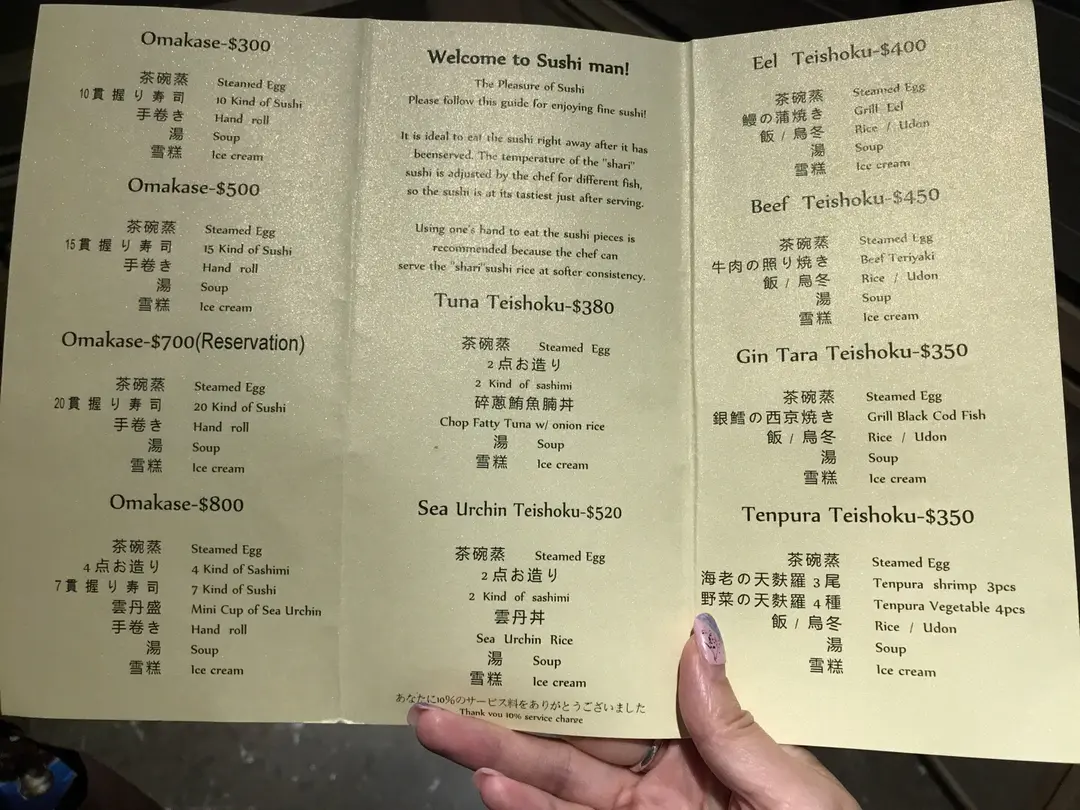 Omakase-$300
茶碗蒸 Steamed Egg
10貫握り寿司 10 Kind of Sushi
手巻き Hand roll
湯 Soup
雪糕 Ice cream
Omakase-$500
茶碗蒸 Steamed Egg
15貫握り寿司 15 Kind of Sushi
手巻き Hand roll
湯 Soup
雪糕 Ice cream
Omakase-$700(Reservation)
茶碗蒸 Steamed Egg
20貫握り寿司 20 Kind of Sushi
手巻き Hand roll
湯 Soup
雪糕 Ice cream
Omakase-$800
茶碗蒸 Steamed Egg
4点お造り 4 Kind of Sashimi
7貫握り寿司 7 Kind of Sushi
雲丹盛 Mini Cup of Sea Urchin
手巻き Hand roll
湯 Soup
雪糕 Ice cream
Welcome to Sushi man!
The Pleasure of Sushi
Please follow this guide for enjoying fine sushi!
It is ideal to eat the sushi right away after it has
beenserved. The temperature of the "shari"
sushi is adjusted by the chef for different fish,
so the sushi is at its tastiest just after serving.
Using one's hand to eat the sushi pieces is
recommended because the chef can
serve the "shari"sushi rice at softer consistency.
Tuna Teishoku-$380
茶碗蒸 Steamed Egg
2点お造り
2 Kind of sashimi
碎蔥鮪魚腩丼
Chop Fatty Tuna w/ onion rice
湯 Soup
雪糕 Ice cream
Sea Urchin Teishoku-$520
茶碗蒸 Steamed Egg
2点お造り
2 Kind of sashimi
雲丹丼
Sea Urchin Rice
湯 Soup
雪糕 Ice cream
あなたに10%のサービス料をありがとうございました
Thank you 10% service charge
Eel Teishoku-$400
茶碗蒸 Steamed Egg
鰻の蒲焼き Grill Eel
飯 / 烏冬 Rice / Udon
湯 Soup
雪糕 Ice cream
Beef Teishoku-$450
茶碗蒸 Steamed Egg
牛肉の照り焼き Beef Teriyaki
飯 / 烏冬 Rice / Udon
湯 Soup
雪糕 Ice cream
Gin Tara Teishoku-$350
茶碗蒸 Steamed Egg
銀鱈の西京焼き Grill Black Cod Fish
飯 / 烏冬 Rice / Udon
湯 Soup
雪糕 Ice cream
Tenpura Teishoku-$350
茶碗蒸 Steamed Egg
海老の天麩羅 3尾 Tenpura shrimp 3pcs
野菜の天麩羅 4種 Tenpura Vegetable 4pcs
飯 / 烏冬 Rice / Udon
湯 Soup
雪糕 Ice cream